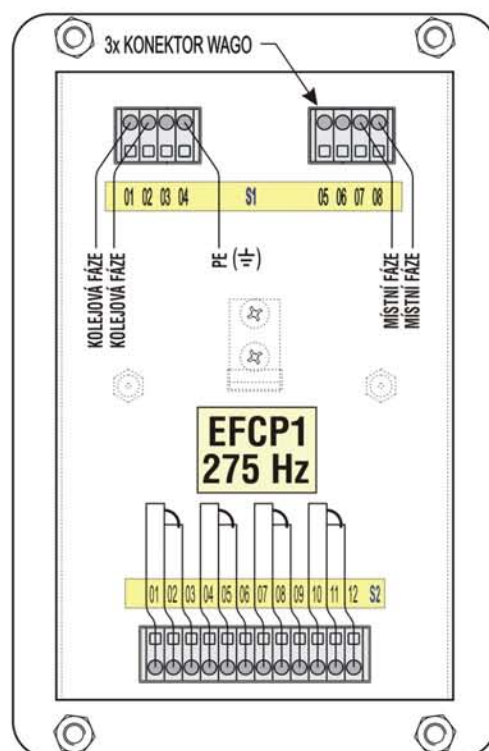 3x KONEKTOR WAGO
01 02 03 04 S1 05 06 07 08
KOLEJOVÁ FÁZE
KOLEJOVÁ FÁZE
PE
MÍSTNÍ FÁZE
MÍSTNÍ FÁZE
EFCP1
275 Hz
01 02 03 04 05 06 07 08 09 10 11 12 S2